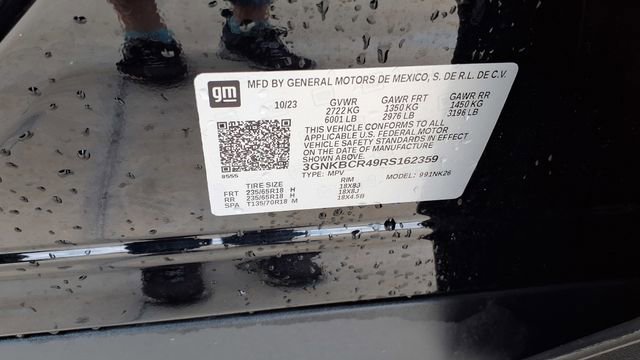 gm MFD BY GENERAL MOTORS DE MEXICO, S. DE R.L. DE C.V.
10/23 GVWR GAWR FRT GAWR RR
2722 KG 1350 KG 1450 KG
6001 LB 2976 LB 3196 LB
THIS VEHICLE CONFORMS TO ALL
APPLICABLE U.S. FEDERAL MOTOR
VEHICLE SAFETY STANDARDS IN EFFECT
ON THE DATE OF MANUFACTURE
SHOWN ABOVE.
3GNKBCR49RS162359
TYPE: MPV MODEL: 991NK26
TIRE SIZE RIM
FRT 235/65R18 H 18X8J
RR 235/65R18 H 18X8J
SPA T135/70R18 M 18X4.5B